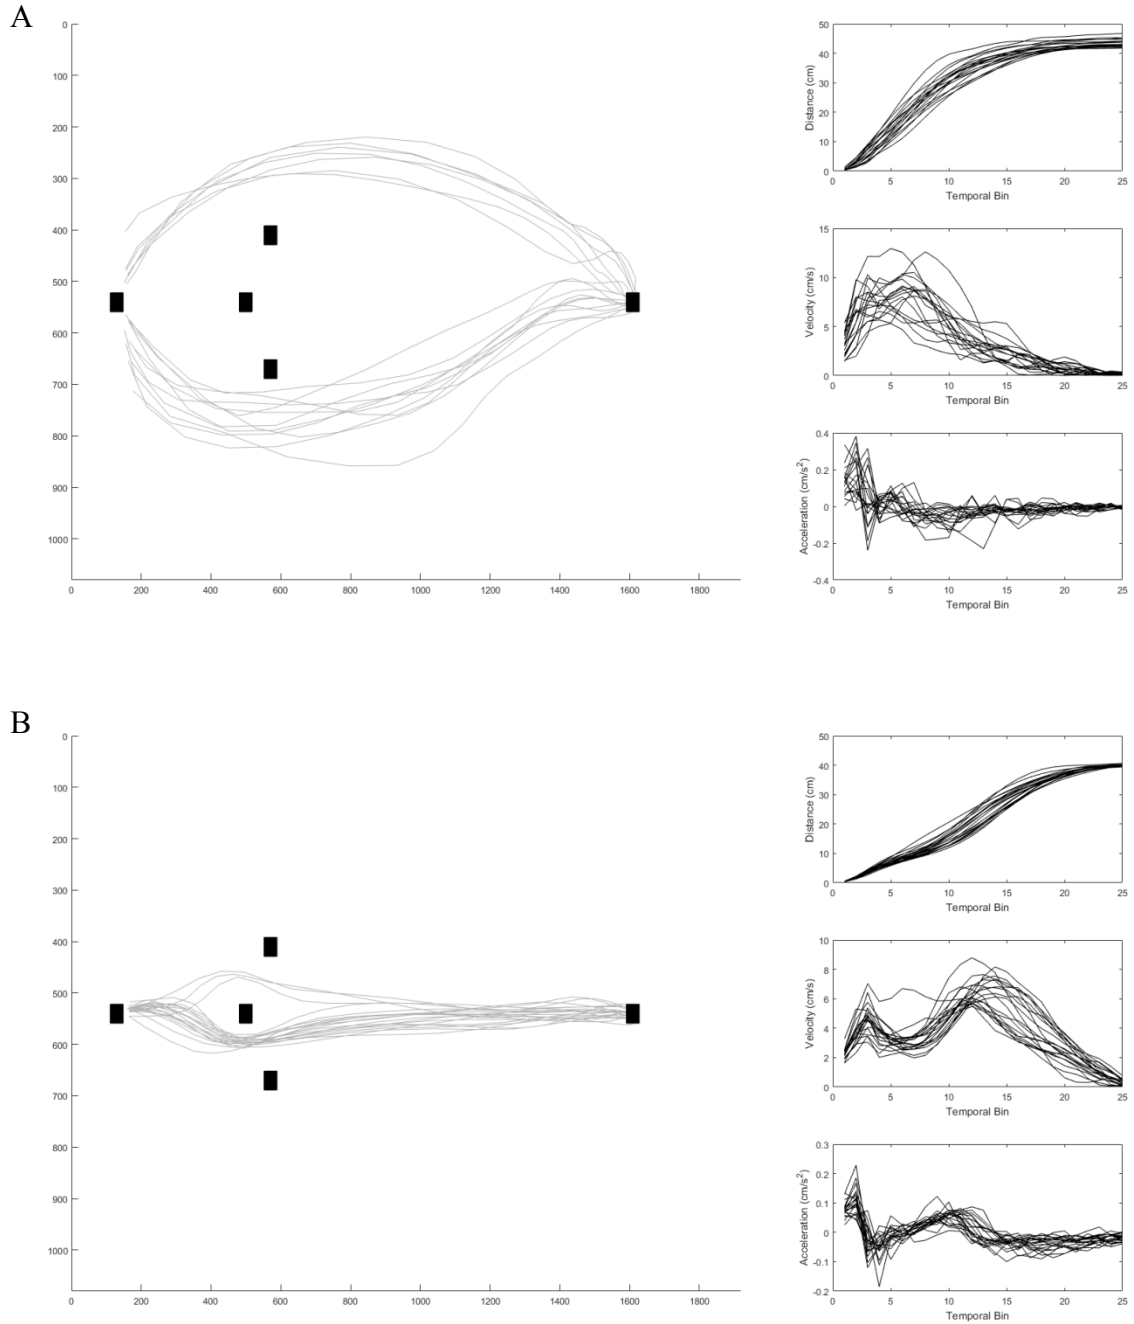 A
0
100
200
300
400
500
600
700
800
900
1000
0 200 400 600 800 1000 1200 1400 1600 1800
50
40
30
20
10
0
Distance (cm)
0 5 10 15 20 25
Temporal Bin
15
10
5
0
Velocity (cm/s)
0 5 10 15 20 25
Temporal Bin
0.4
0.2
0
-0.2
-0.4
Acceleration (cm/s²)
0 5 10 15 20 25
Temporal Bin
B
0
100
200
300
400
500
600
700
800
900
1000
0 200 400 600 800 1000 1200 1400 1600 1800
50
40
30
20
10
0
Distance (cm)
0 5 10 15 20 25
Temporal Bin
10
8
6
4
2
0
Velocity (cm/s)
0 5 10 15 20 25
Temporal Bin
0.3
0.2
0.1
0
-0.1
-0.2
Acceleration (cm/s²)
0 5 10 15 20 25
Temporal Bin